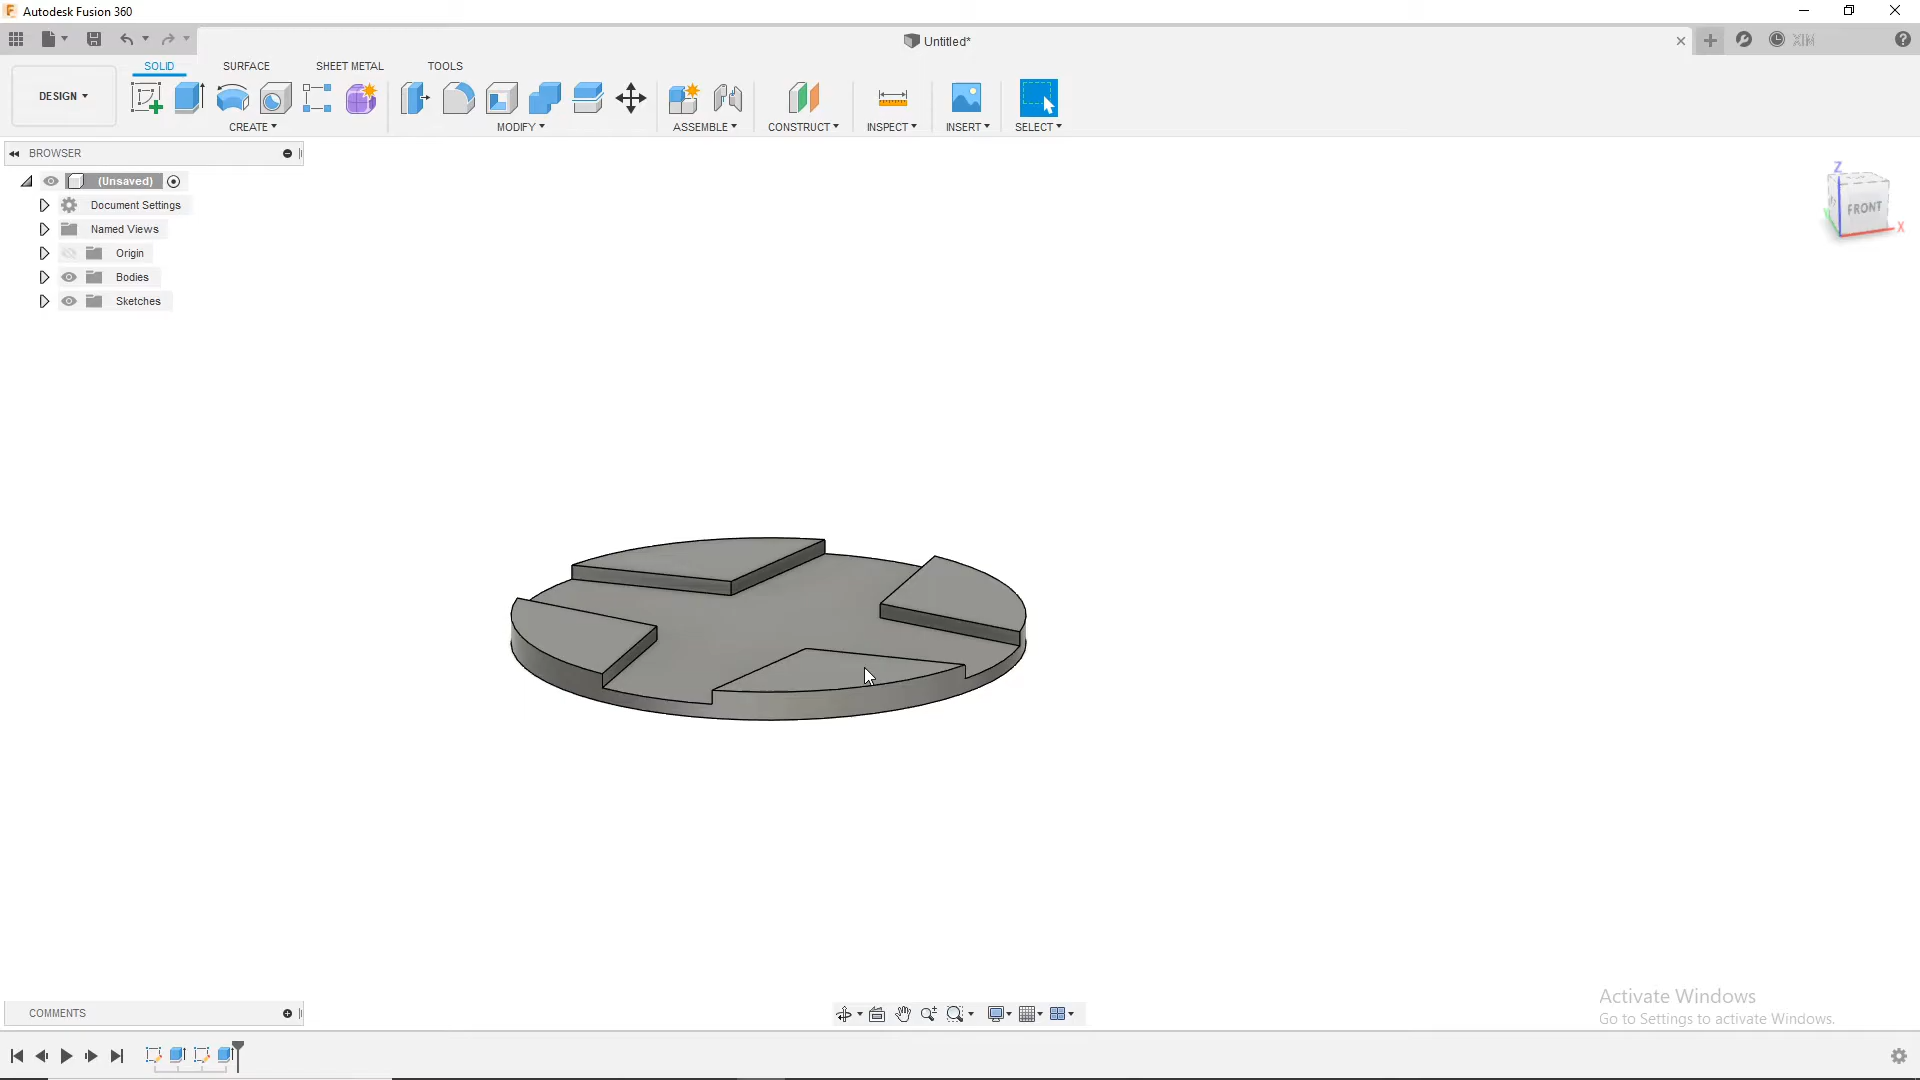 Autodesk Fusion 360
Untitled*
XIM
SOLID
SURFACE
SHEET METAL
TOOLS
DESIGN
CREATE
MODIFY
ASSEMBLE
CONSTRUCT
INSPECT
INSERT
SELECT
BROWSER
(Unsaved)
Document Settings
Named Views
Origin
Bodies
Sketches
Z
FRONT
X
Activate Windows
Go to Settings to activate Windows.
COMMENTS